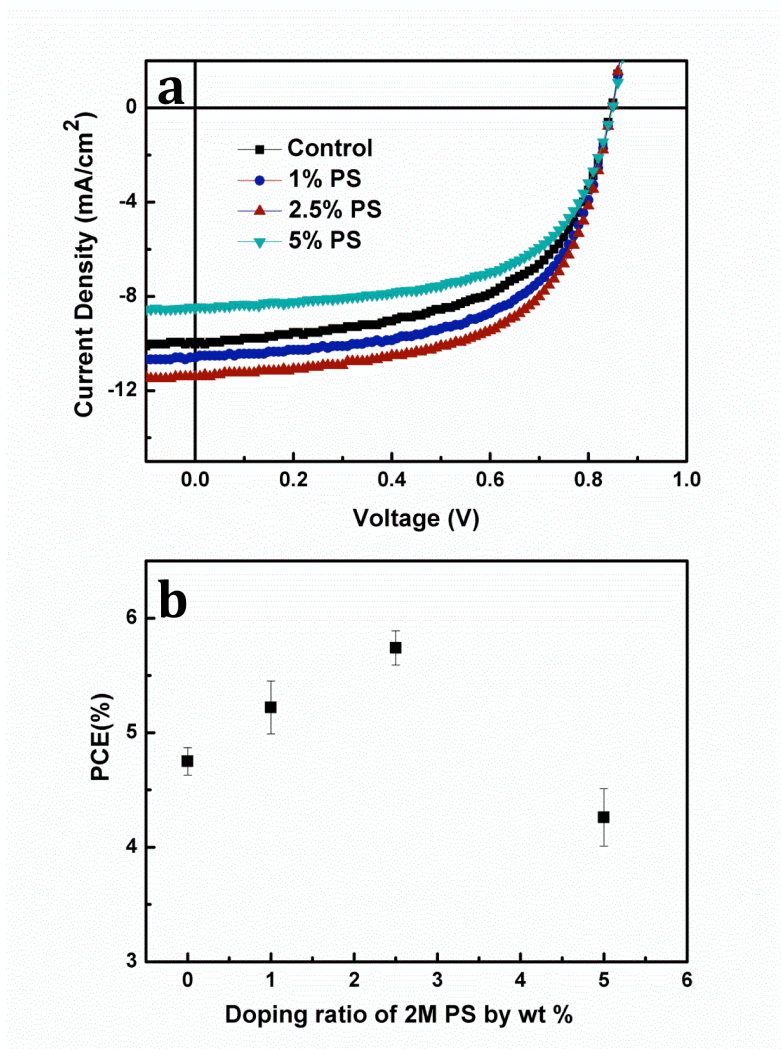 a
0
-4
-8
-12
Current Density (mA/cm²)
Control
1% PS
2.5% PS
5% PS
0.0 0.2 0.4 0.6 0.8 1.0
Voltage (V)
b
6
5
4
3
PCE(%)
0 1 2 3 4 5 6
Doping ratio of 2M PS by wt %